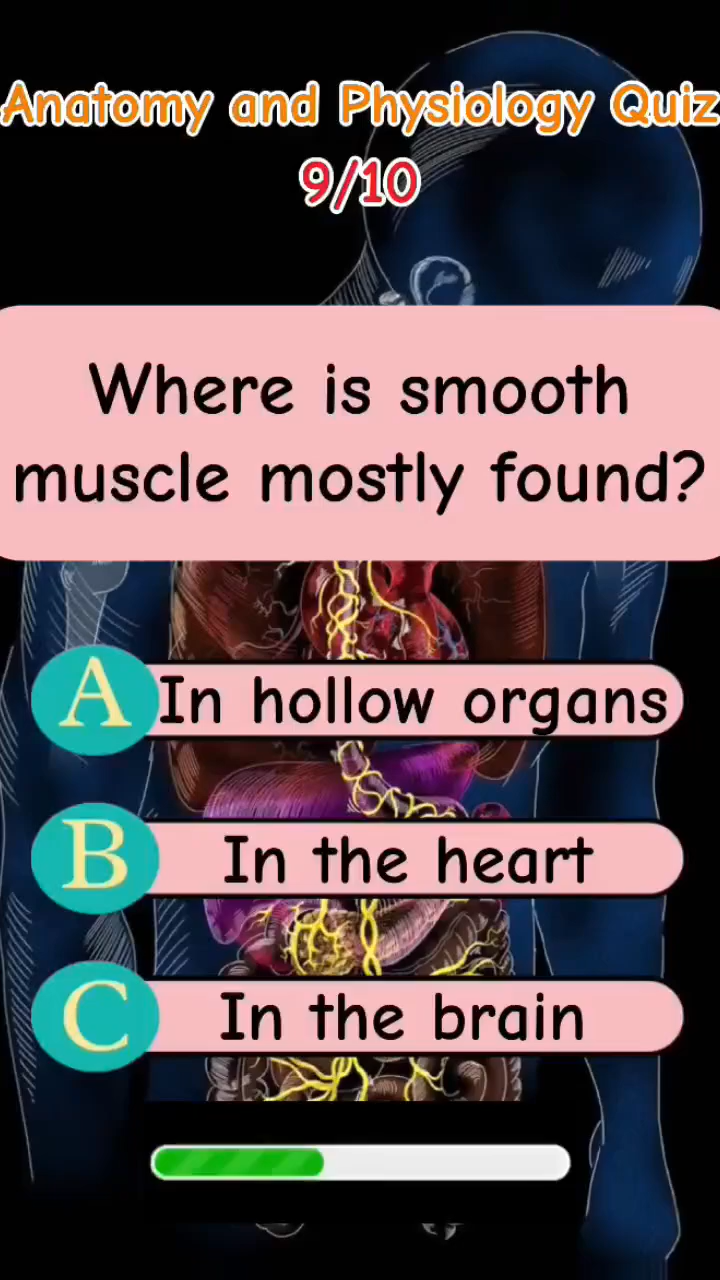 Anatomy and Physiology Quiz
9/10
Where is smooth
muscle mostly found?
A In hollow organs
B In the heart
C In the brain